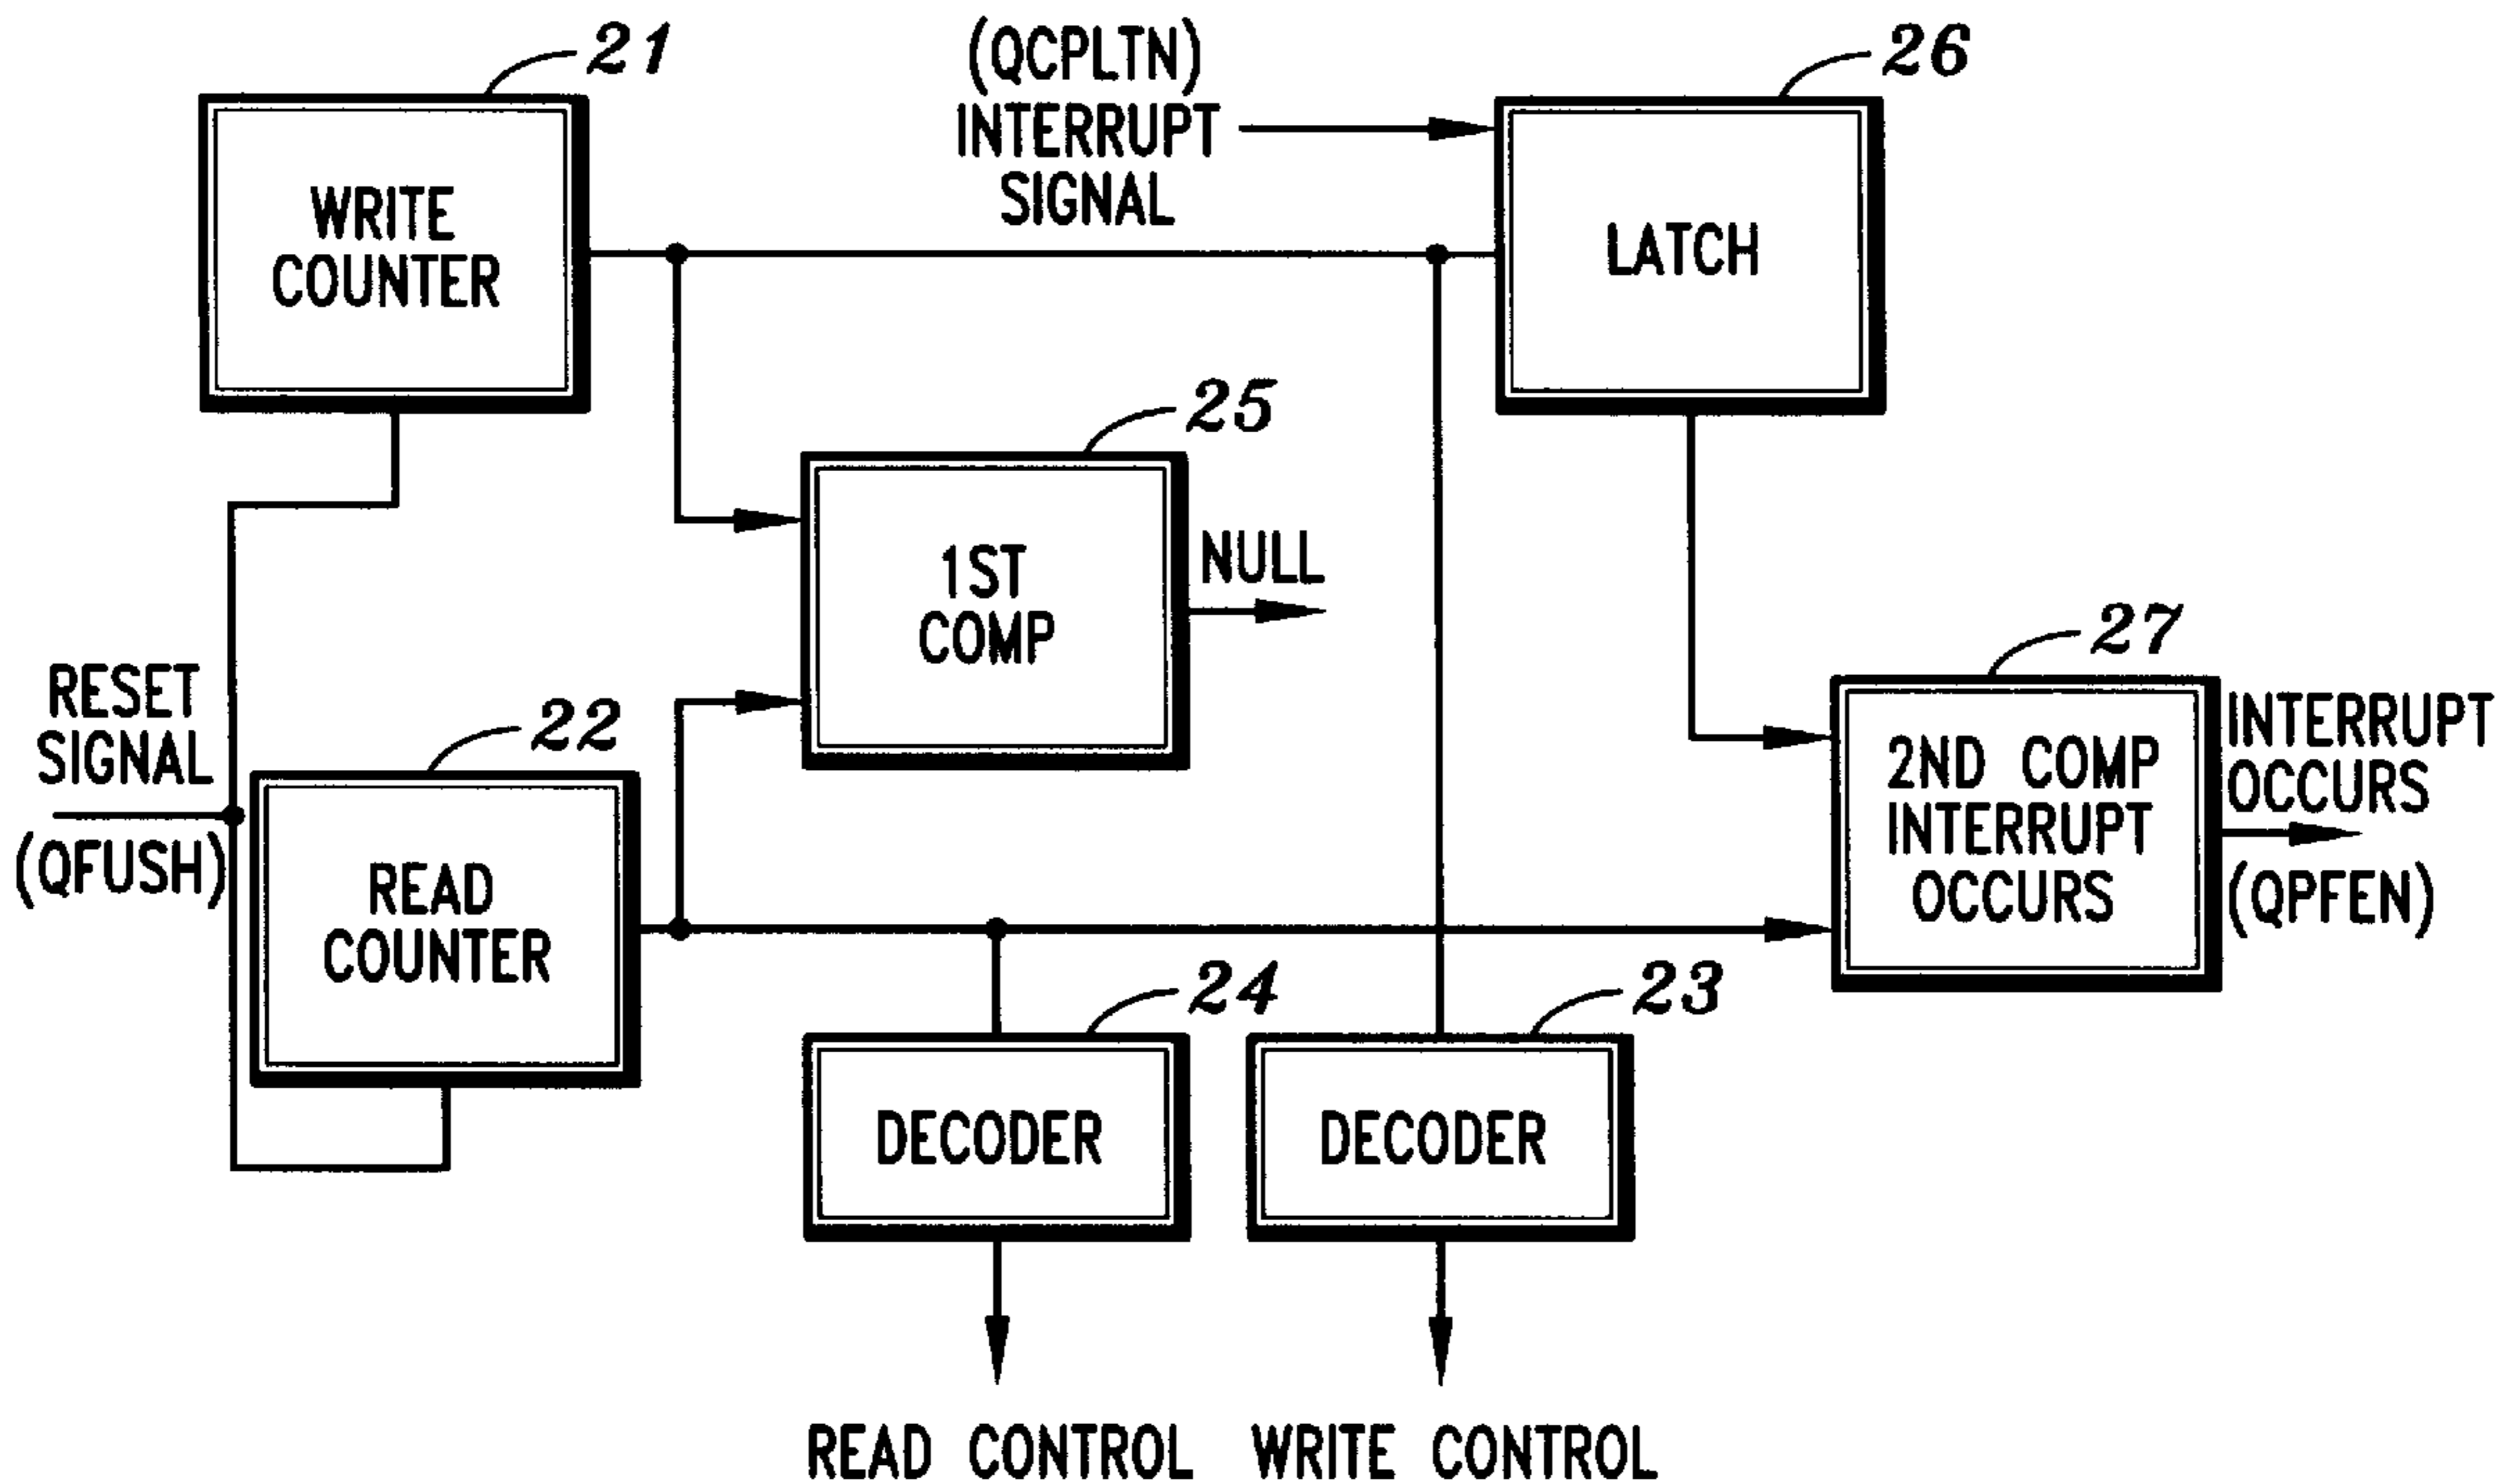 21
(QCPLTN)
INTERRUPT
SIGNAL
26
WRITE
COUNTER
LATCH
25
1ST
COMP
NULL
27
RESET
SIGNAL
(QFUSH)
22
READ
COUNTER
2ND COMP
INTERRUPT
OCCURS
INTERRUPT
OCCURS
(QPFEN)
24
23
DECODER
DECODER
READ CONTROL
WRITE CONTROL